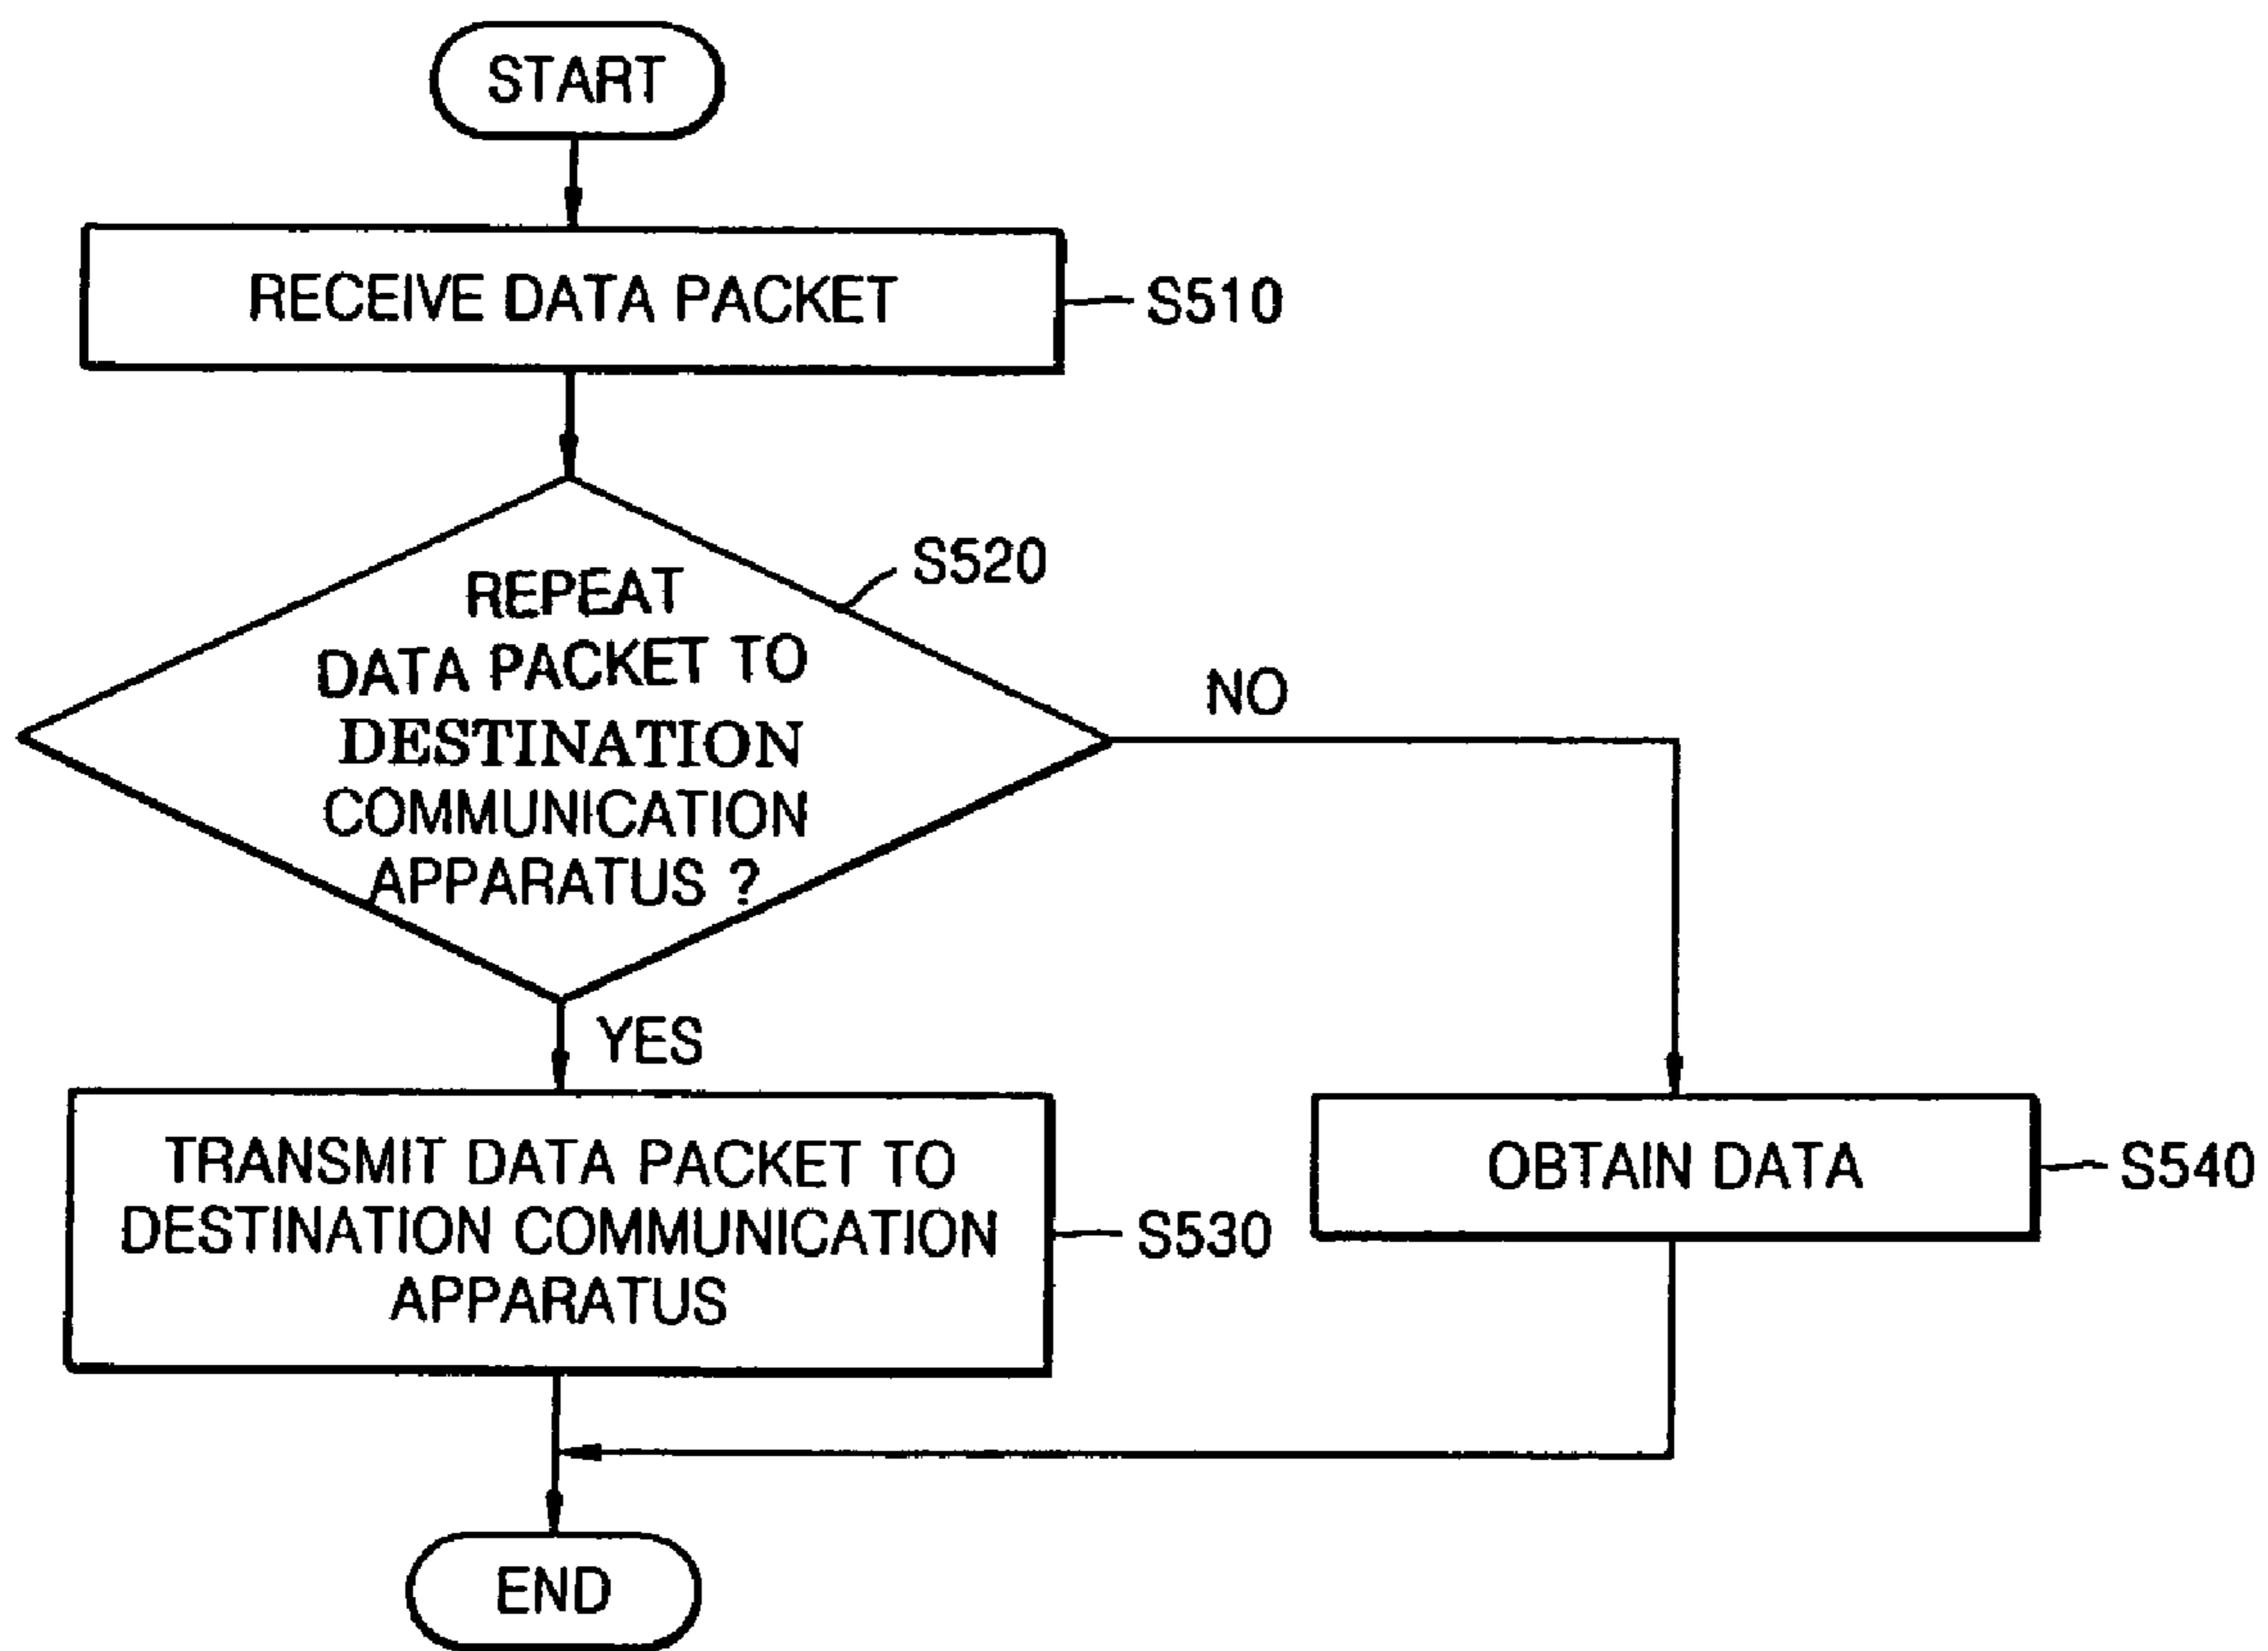 START
RECEIVE DATA PACKET
S510
REPEAT
DATA PACKET TO
DESTINATION
COMMUNICATION
APPARATUS ?
S520
NO
YES
TRANSMIT DATA PACKET TO
DESTINATION COMMUNICATION
APPARATUS
S530
OBTAIN DATA
S540
END